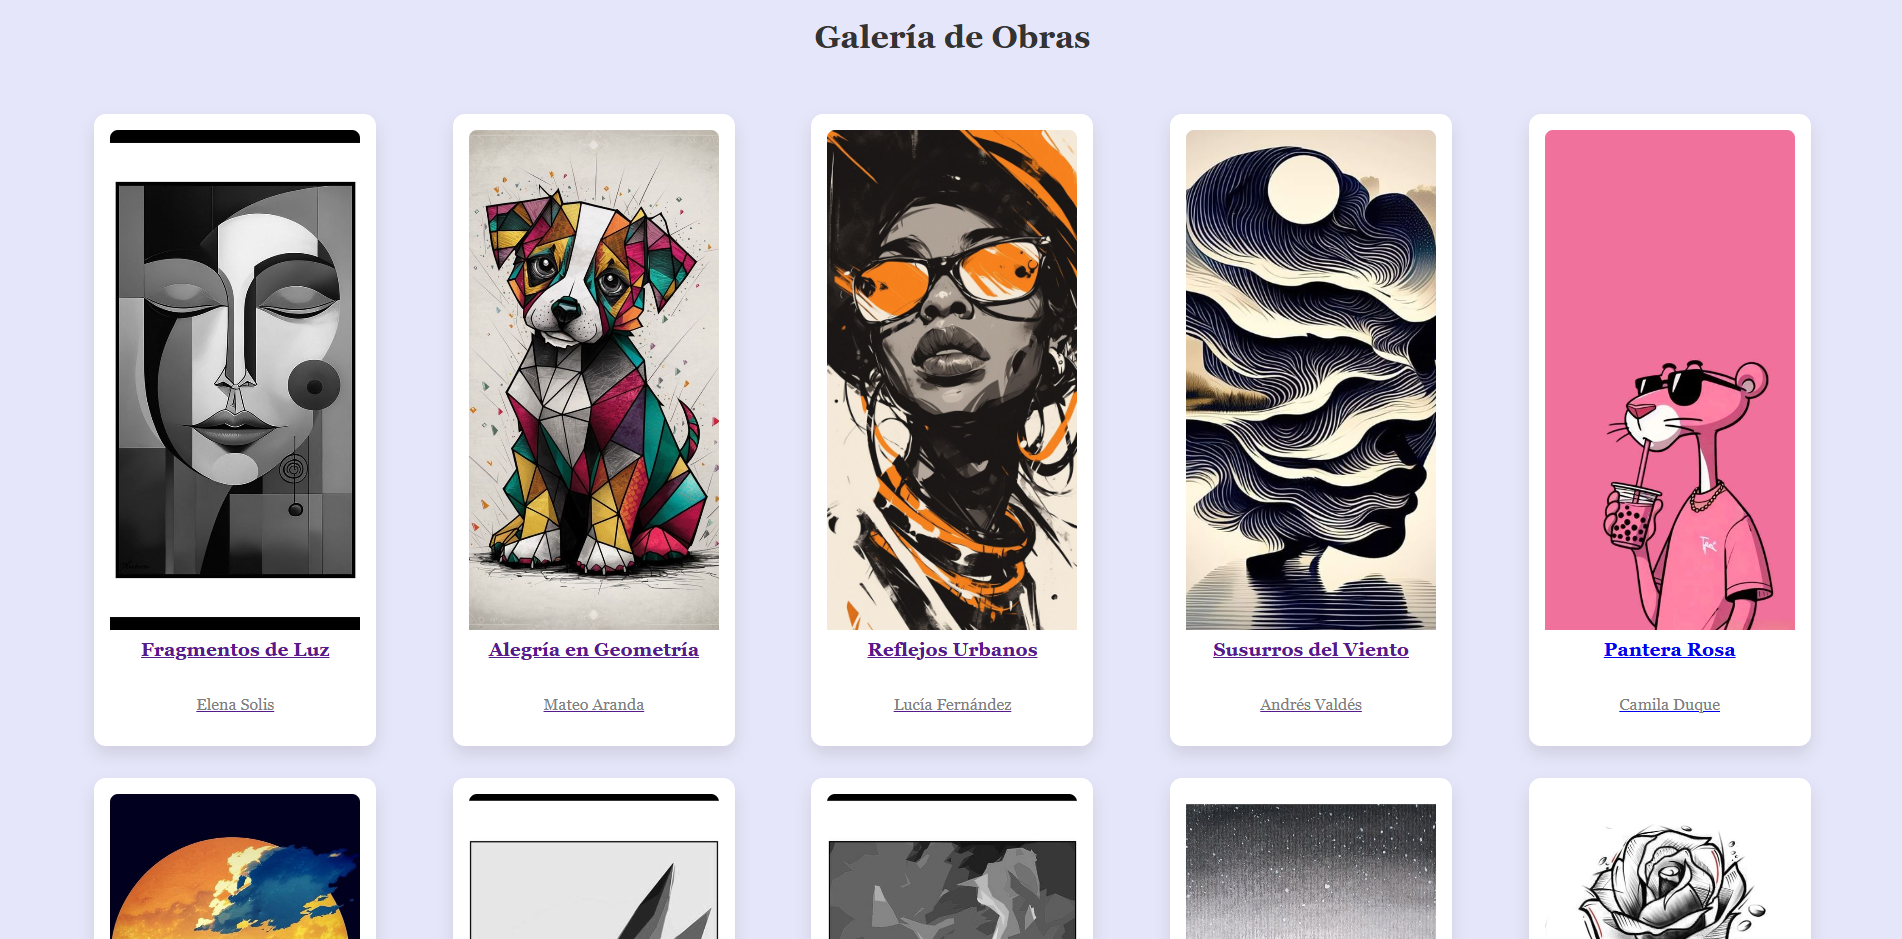 Galería de Obras
Fragmentos de Luz
Alegría en Geometría
Reflejos Urbanos
Susurros del Viento
Pantera Rosa
Elena Solis
Mateo Aranda
Lucía Fernández
Andrés Valdés
Camila Duque